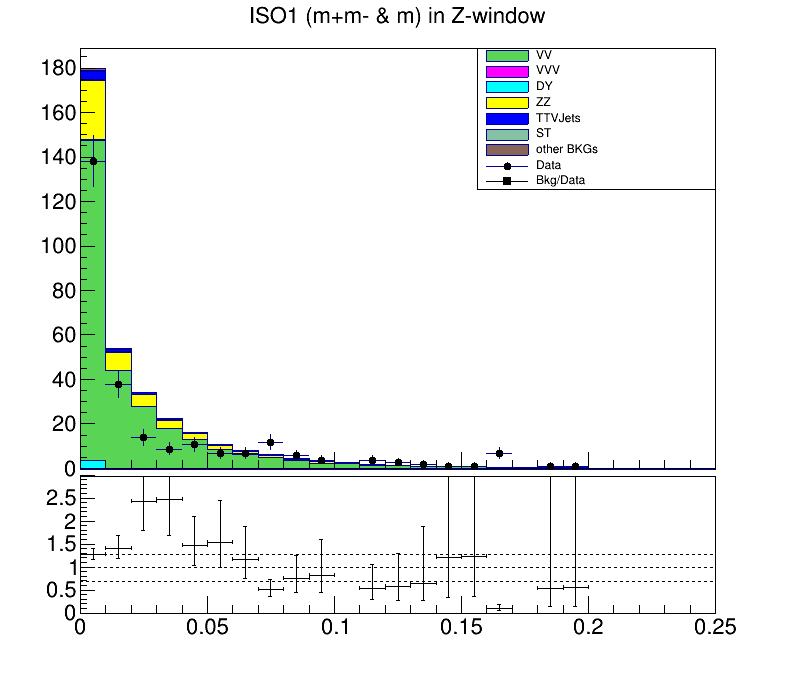 ISO1 (m+m- & m) in Z-window
180
160
140
120
100
80
60
40
20
0
VV
VVV
DY
ZZ
TTVJets
ST
other BKGs
Data
Bkg/Data
2.5
2
1.5
1
0.5
0
0 0.05 0.1 0.15 0.2 0.25